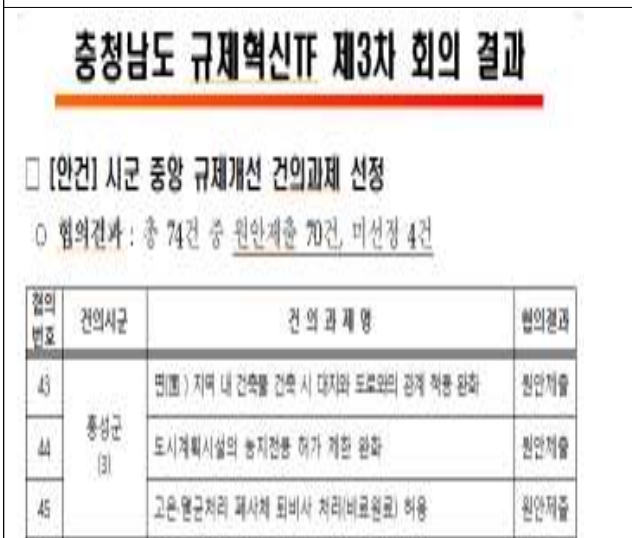 충청남도 규제혁신TF 제3차 회의 결과
□ [안건] 시군 중앙 규제개선 건의과제 선정
○ 협의결과 : 총 74건 중 원안제출 70건, 미선정 4건
협의번호 건의시군 건 의 과 제 명 협의결과
43 면(面) 지역 내 건축물 건축 시 대지와 도로와의 관계 적용 완화 원안제출
홍성군 (3)
44 도시계획시설의 농지전용 허가 제한 완화 원안제출
45 고온·멸균처리 폐사체 퇴비사 처리(비료원료) 허용 원안제출